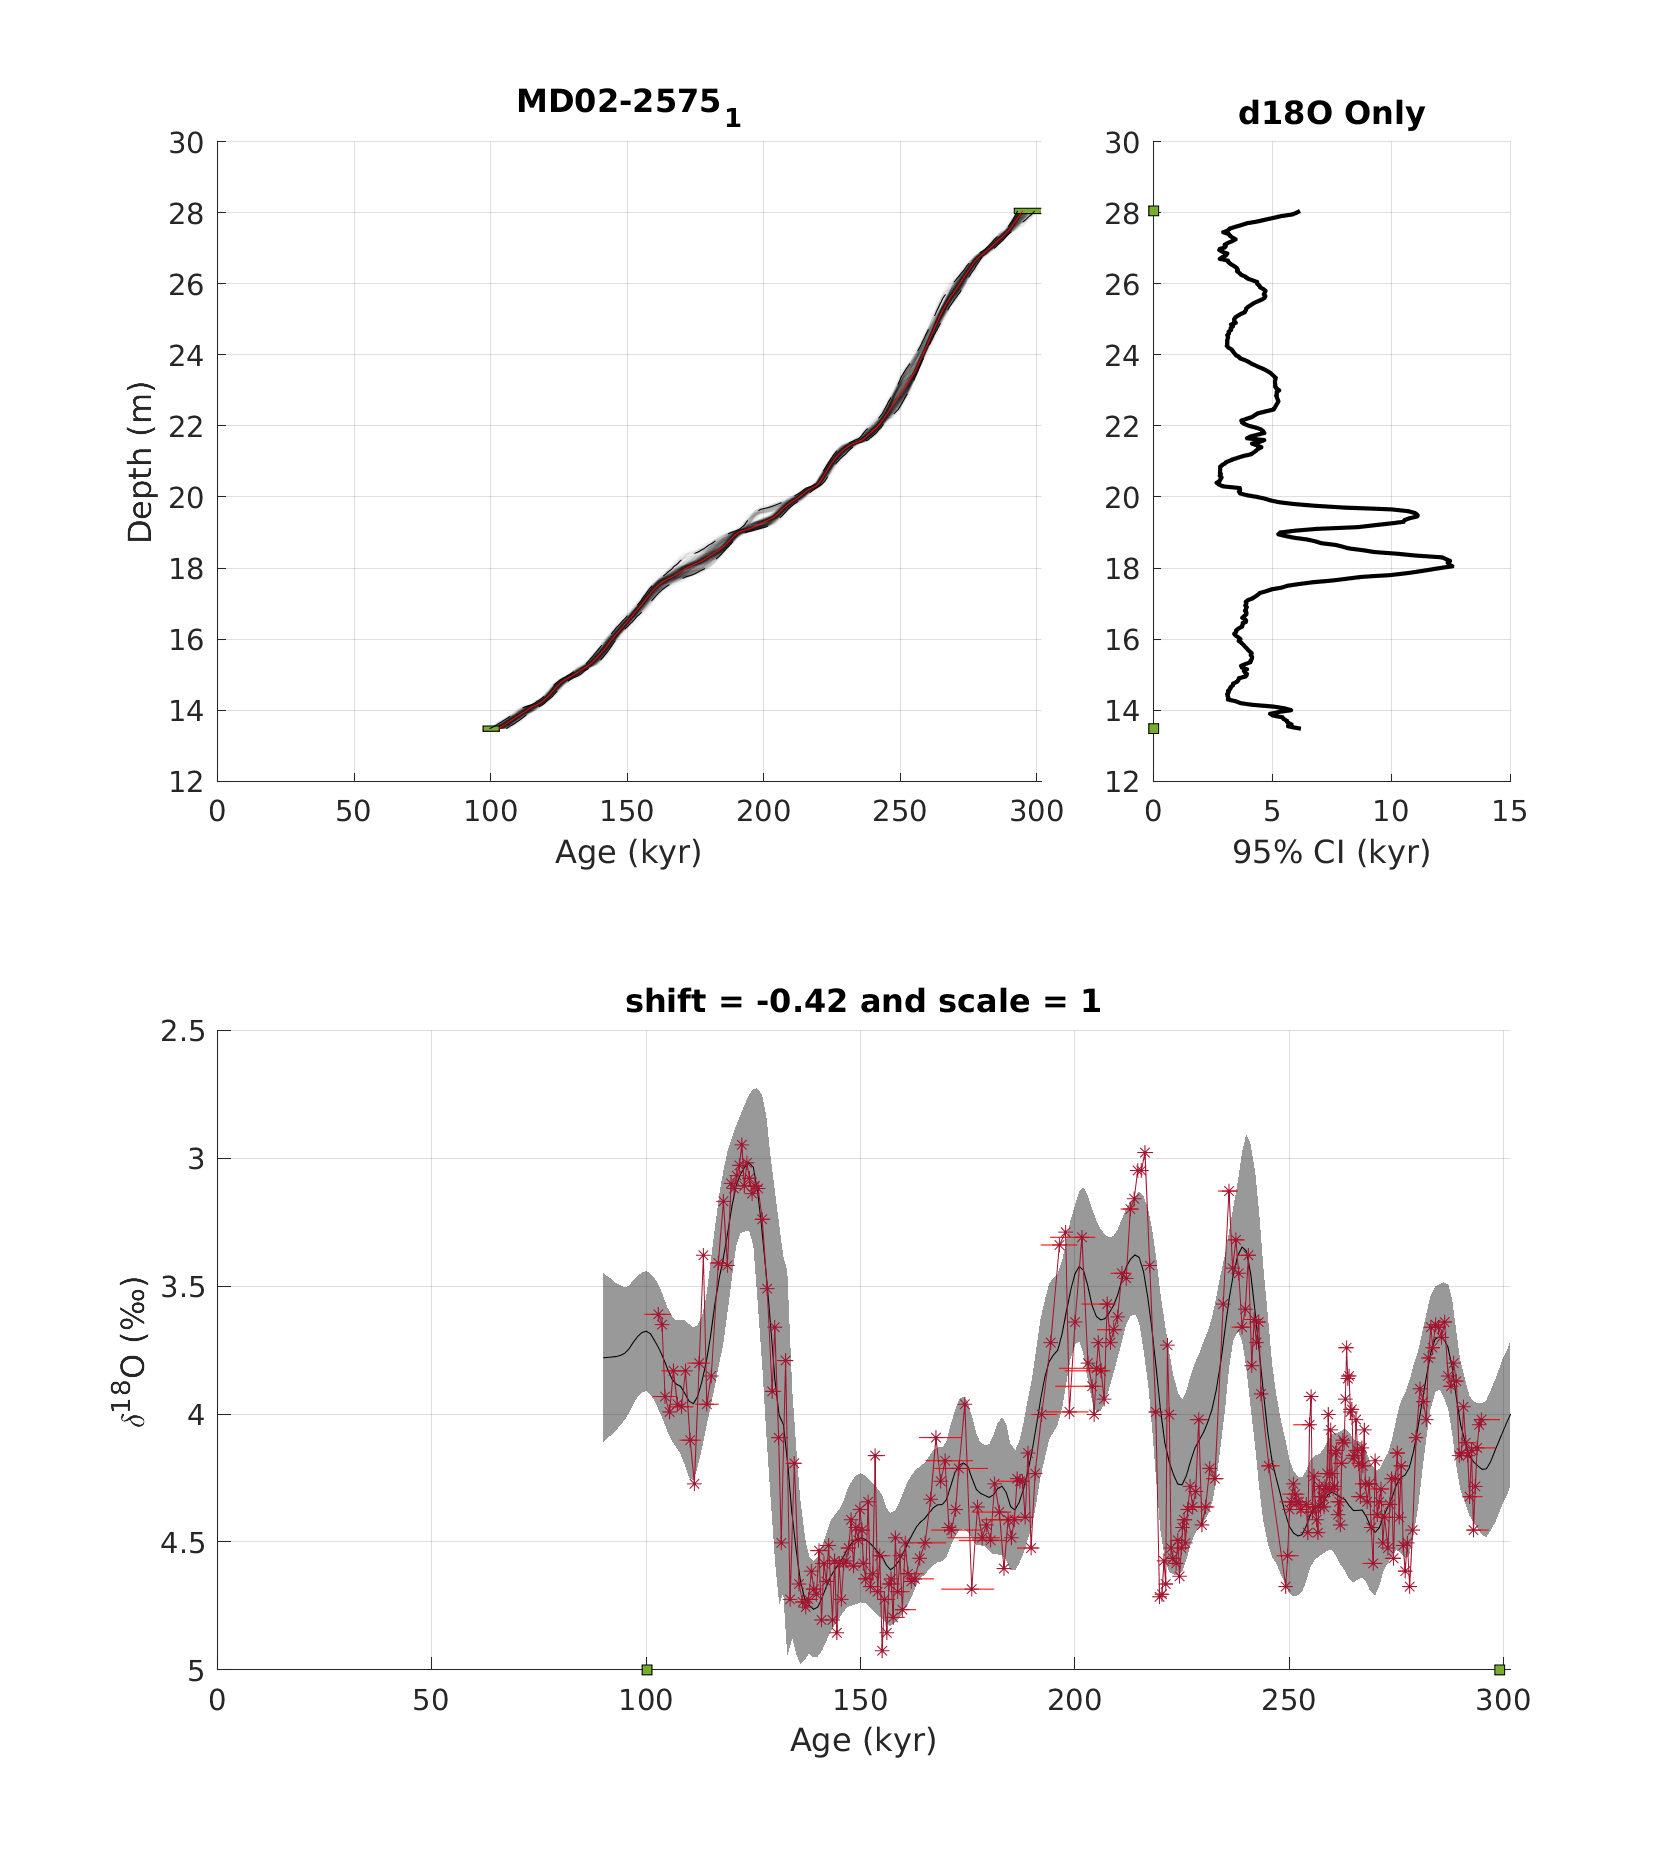 MD02-2575₁
30
28
26
24
22
20
18
16
14
12
Depth (m)
0 50 100 150 200 250 300
Age (kyr)
d18O Only
30
28
26
24
22
20
18
16
14
12
0 5 10 15
95% CI (kyr)
shift = -0.42 and scale = 1
2.5
3
3.5
4
4.5
5
δ¹⁸O (‰)
0 50 100 150 200 250 300
Age (kyr)